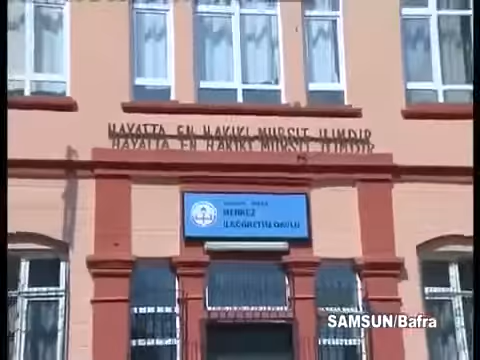 HAYATTA EN HAKİKİ MÜRŞİT İLİMDİR
MERKEZ
İLKÖĞRETİM OKULU
SAMSUN/Bafra